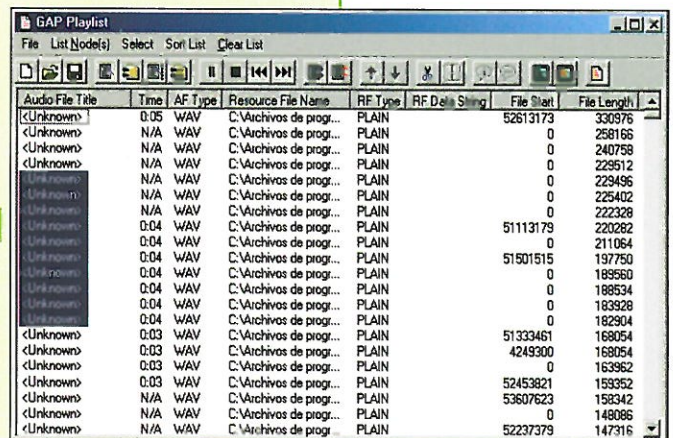 GAP Playlist
File List Node(s) Select Sort List Clear List
Audio File Title Time AF Type Resource File Name RF Type RF Data String File Start File Length
<Unknown> 0:05 WAV C:\Archivos de progr... PLAIN 52613173 330976
<Unknown> N/A WAV C:\Archivos de progr... PLAIN 0 258166
<Unknown> N/A WAV C:\Archivos de progr... PLAIN 0 240758
<Unknown> N/A WAV C:\Archivos de progr... PLAIN 0 229512
<Unknown> N/A WAV C:\Archivos de progr... PLAIN 0 229496
<Unknown> N/A WAV C:\Archivos de progr... PLAIN 0 225402
<Unknown> N/A WAV C:\Archivos de progr... PLAIN 0 222328
<Unknown> 0:04 WAV C:\Archivos de progr... PLAIN 51113179 220282
<Unknown> 0:04 WAV C:\Archivos de progr... PLAIN 0 211064
<Unknown> 0:04 WAV C:\Archivos de progr... PLAIN 51501515 197750
<Unknown> 0:04 WAV C:\Archivos de progr... PLAIN 0 189560
<Unknown> 0:04 WAV C:\Archivos de progr... PLAIN 0 188534
<Unknown> 0:04 WAV C:\Archivos de progr... PLAIN 0 183928
<Unknown> 0:04 WAV C:\Archivos de progr... PLAIN 0 182904
<Unknown> 0:03 WAV C:\Archivos de progr... PLAIN 51333461 168054
<Unknown> 0:03 WAV C:\Archivos de progr... PLAIN 4249300 168054
<Unknown> 0:03 WAV C:\Archivos de progr... PLAIN 0 163962
<Unknown> 0:03 WAV C:\Archivos de progr... PLAIN 52453821 159352
<Unknown> N/A WAV C:\Archivos de progr... PLAIN 53607623 158342
<Unknown> N/A WAV C:\Archivos de progr... PLAIN 0 148086
<Unknown> N/A WAV C:\Archivos de progr... PLAIN 52237379 147316